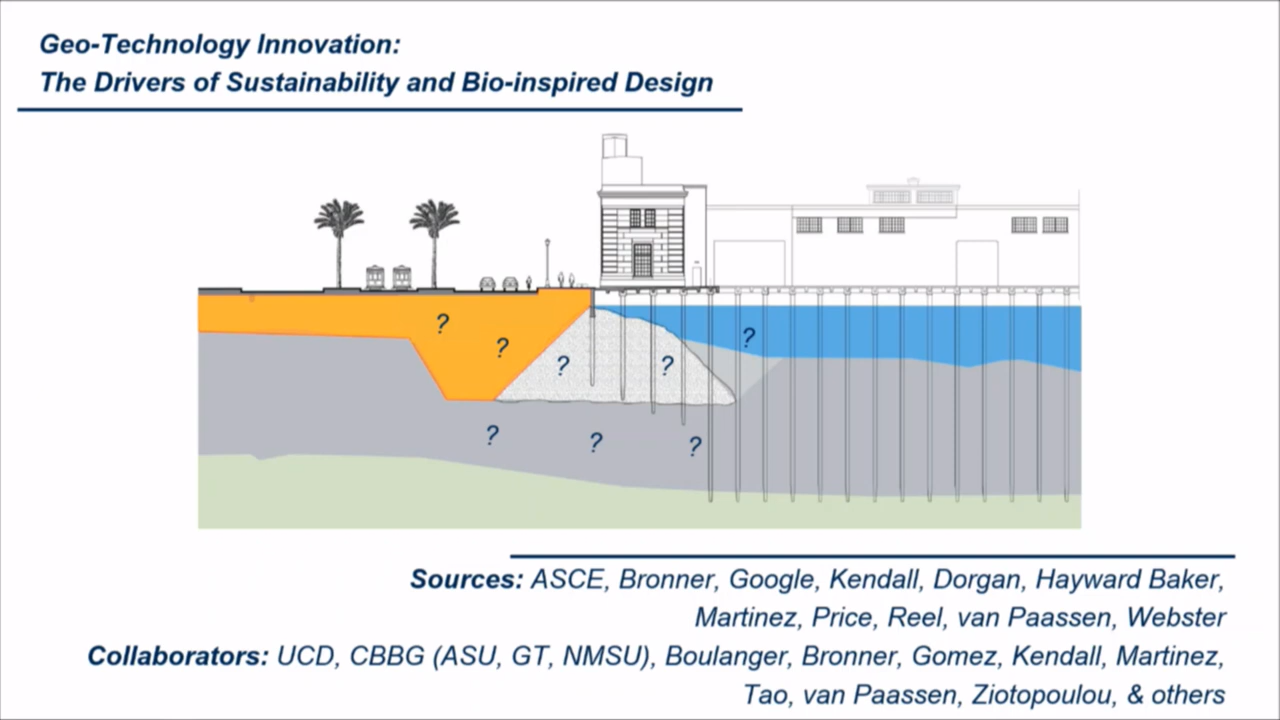 Geo-Technology Innovation:
The Drivers of Sustainability and Bio-inspired Design
? ? ? ? ?
? ? ?
Sources: ASCE, Bronner, Google, Kendall, Dorgan, Hayward Baker,
Martinez, Price, Reel, van Paassen, Webster
Collaborators: UCD, CBBG (ASU, GT, NMSU), Boulanger, Bronner, Gomez, Kendall, Martinez,
Tao, van Paassen, Ziotopoulou, & others